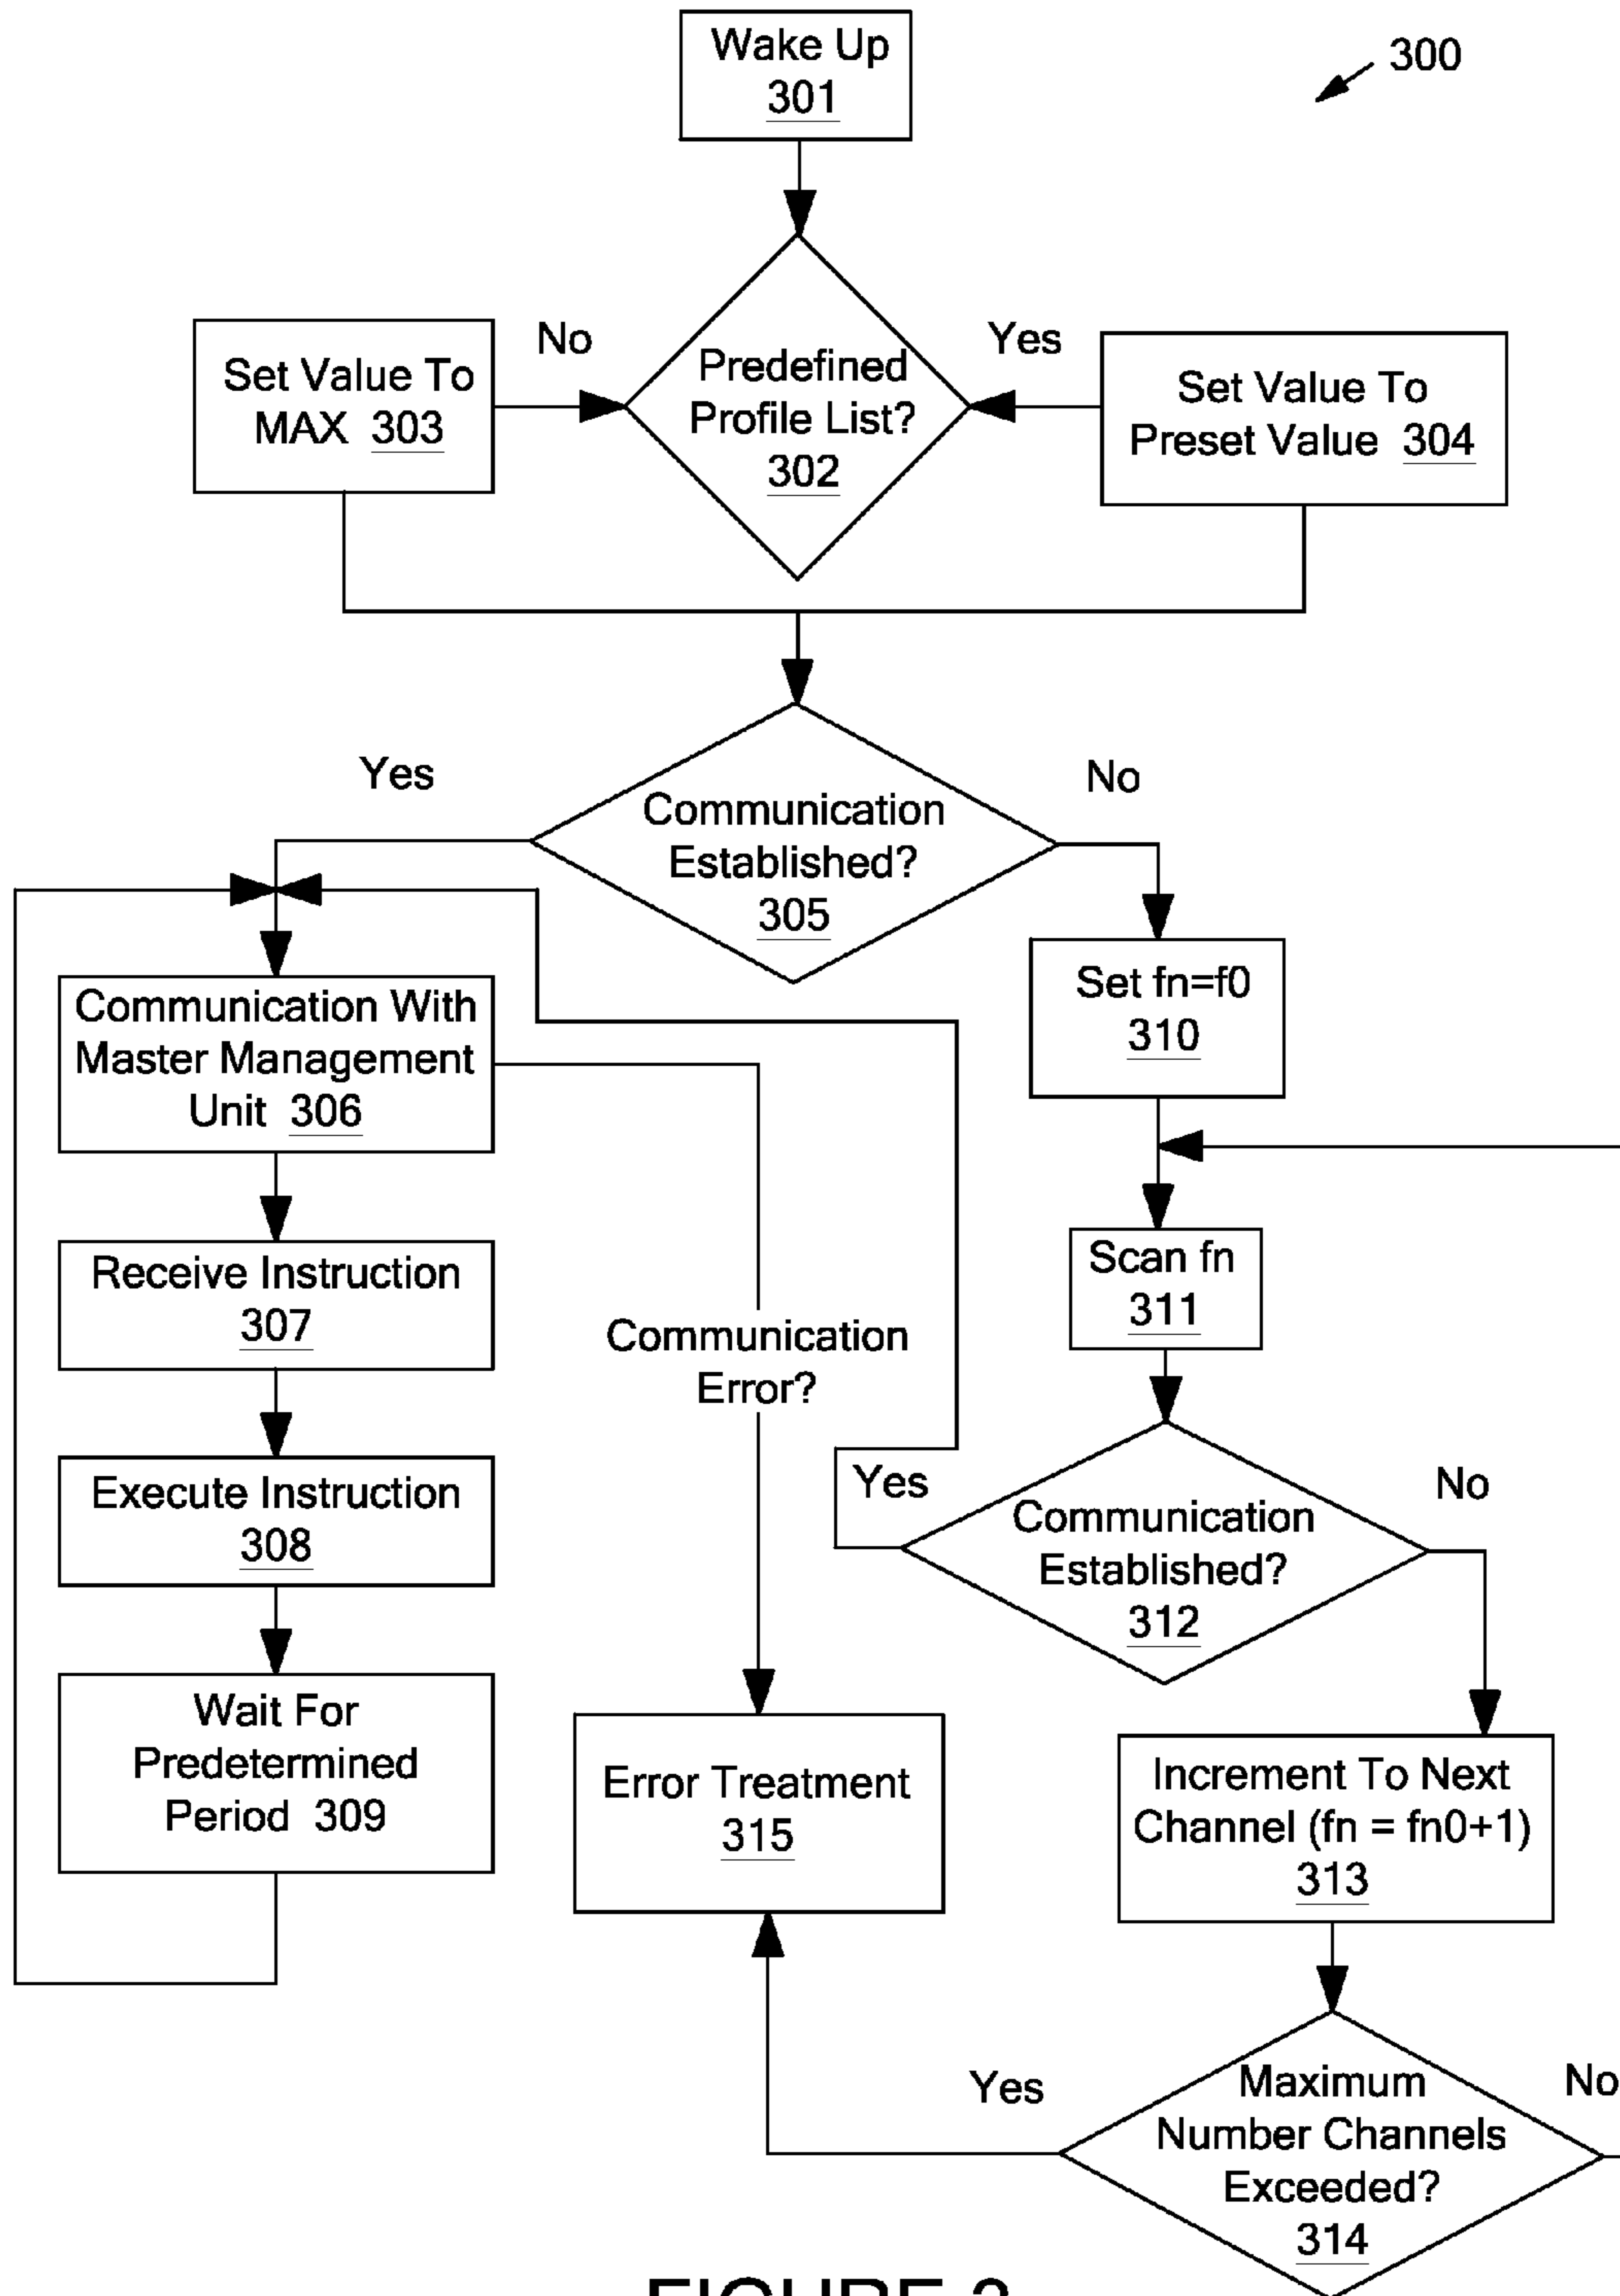 Wake Up
301
300
No
Yes
Set Value To
MAX 303
Predefined
Profile List?
302
Set Value To
Preset Value 304
Yes
No
Communication
Established?
305
Communication With
Master Management
Unit 306
Set fn=f0
310
Receive Instruction
307
Scan fn
311
Communication
Error?
Execute Instruction
308
Yes
No
Communication
Established?
312
Wait For
Predetermined
Period 309
Error Treatment
315
Increment To Next
Channel (fn = fn0+1)
313
Yes
No
Maximum
Number Channels
Exceeded?
314
FIGURE